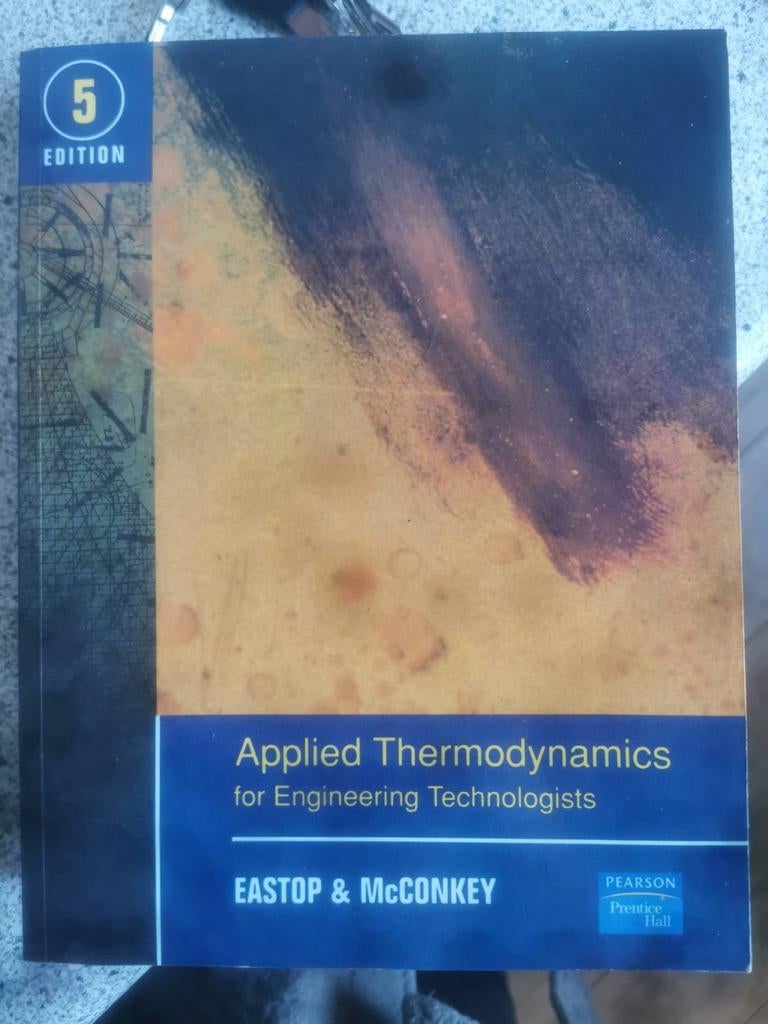 5
EDITION
Applied Thermodynamics
for Engineering Technologists
EASTOP & McCONKEY
PEARSON
Prentice
Hall